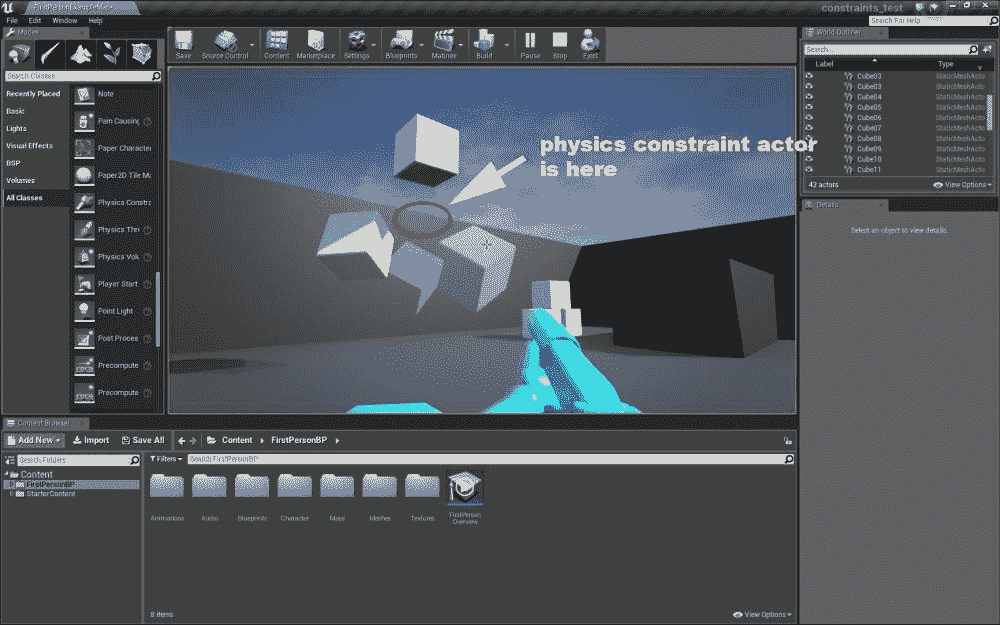 FirstPersonExampleMap
constraints_test
File Edit Window Help
Search For Help
Modes
Search Classes
Recently Placed
Basic
Lights
Visual Effects
BSP
Volumes
All Classes
Note
Pain Causing
Paper Character
Paper2D Tile Ma
Physics Constra
Physics Thr
Physics Volu
Player Start
Point Light
Post Proces
Precompute
Precompute
Save
Source Control
Content
Marketplace
Settings
Blueprints
Matinee
Build
Pause
Stop
Eject
physics constraint actor
is here
World Outliner
Search...
Label Type
Cube03 StaticMeshActo
Cube03 StaticMeshActo
Cube04 StaticMeshActo
Cube05 StaticMeshActo
Cube06 StaticMeshActo
Cube07 StaticMeshActo
Cube08 StaticMeshActo
Cube09 StaticMeshActo
Cube10 StaticMeshActo
Cube11 StaticMeshActo
42 actors
View Options
Details
Select an object to view details.
Content Browser
Add New Import Save All Content FirstPersonBP
Search Folders
Content
FirstPersonBP
StarterContent
Filters Search FirstPersonBP
Animations
Audio
Blueprints
Character
Maps
Meshes
Textures
FirstPerson
Overview
8 items
View Options